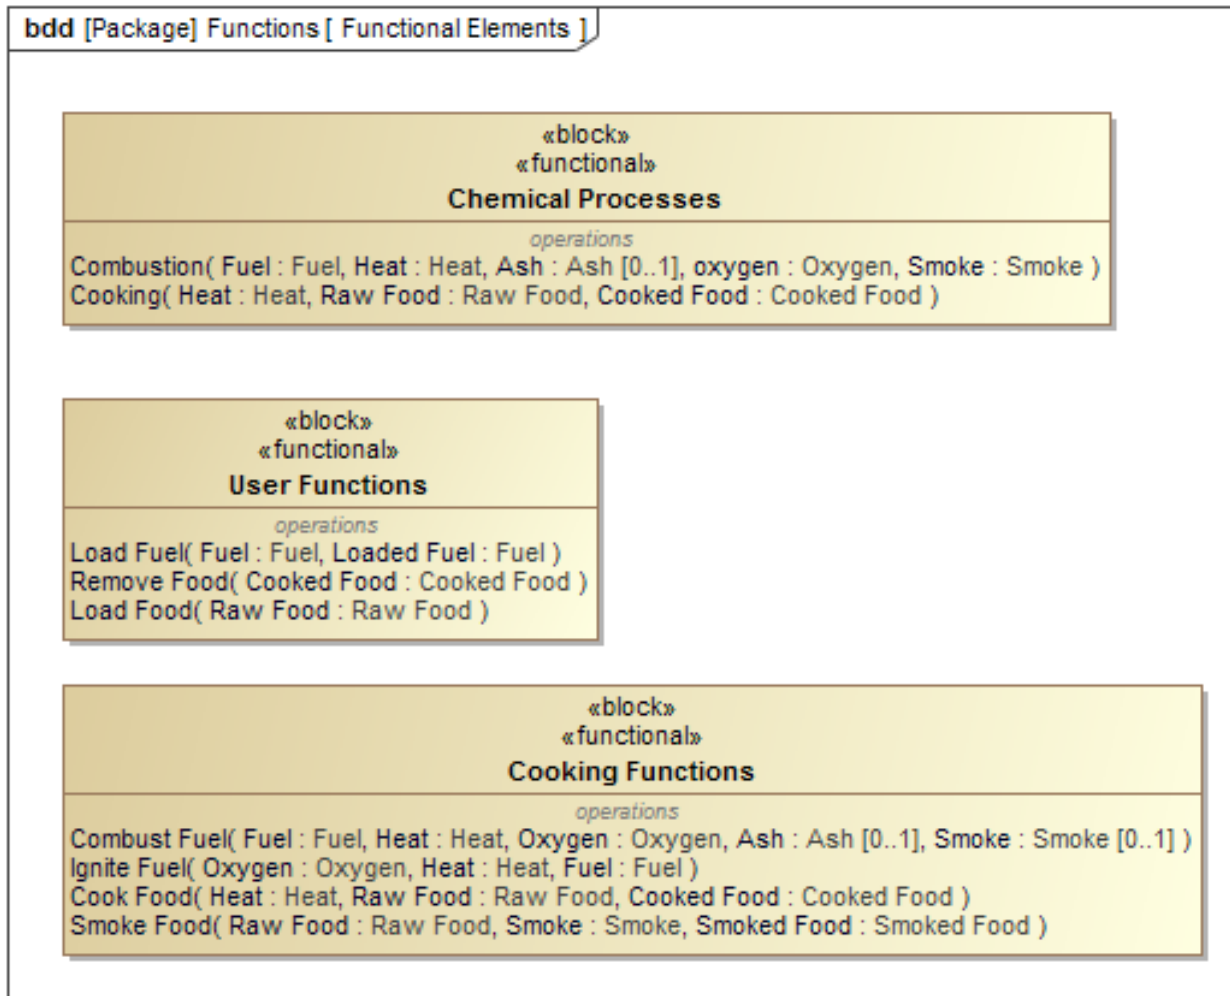 bdd [Package] Functions [ Functional Elements ]
«block»
«functional»
Chemical Processes
operations
Combustion( Fuel : Fuel, Heat : Heat, Ash : Ash [0..1], oxygen : Oxygen, Smoke : Smoke )
Cooking( Heat : Heat, Raw Food : Raw Food, Cooked Food : Cooked Food )
«block»
«functional»
User Functions
operations
Load Fuel( Fuel : Fuel, Loaded Fuel : Fuel )
Remove Food( Cooked Food : Cooked Food )
Load Food( Raw Food : Raw Food )
«block»
«functional»
Cooking Functions
operations
Combust Fuel( Fuel : Fuel, Heat : Heat, Oxygen : Oxygen, Ash : Ash [0..1], Smoke : Smoke [0..1] )
Ignite Fuel( Oxygen : Oxygen, Heat : Heat, Fuel : Fuel )
Cook Food( Heat : Heat, Raw Food : Raw Food, Cooked Food : Cooked Food )
Smoke Food( Raw Food : Raw Food, Smoke : Smoke, Smoked Food : Smoked Food )